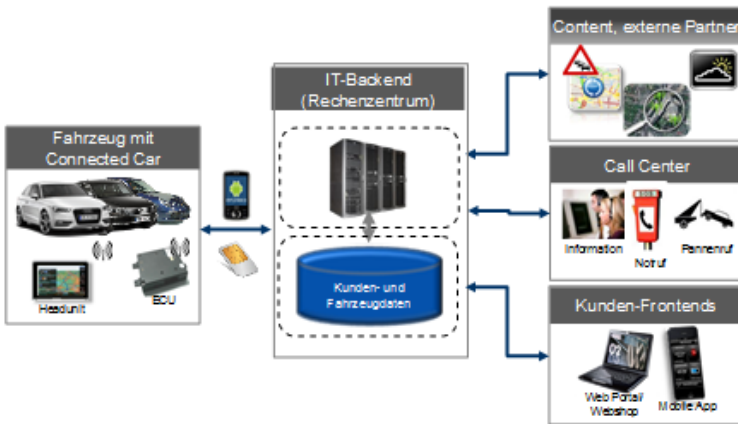 Fahrzeug mit
Connected Car
Headunit
ECU
IT-Backend
(Rechenzentrum)
Kunden- und
Fahrzeugdaten
Content, externe Partner
Call Center
Information
Notruf
Pannenruf
Kunden-Frontends
Web Portal/
Webshop
Mobile App